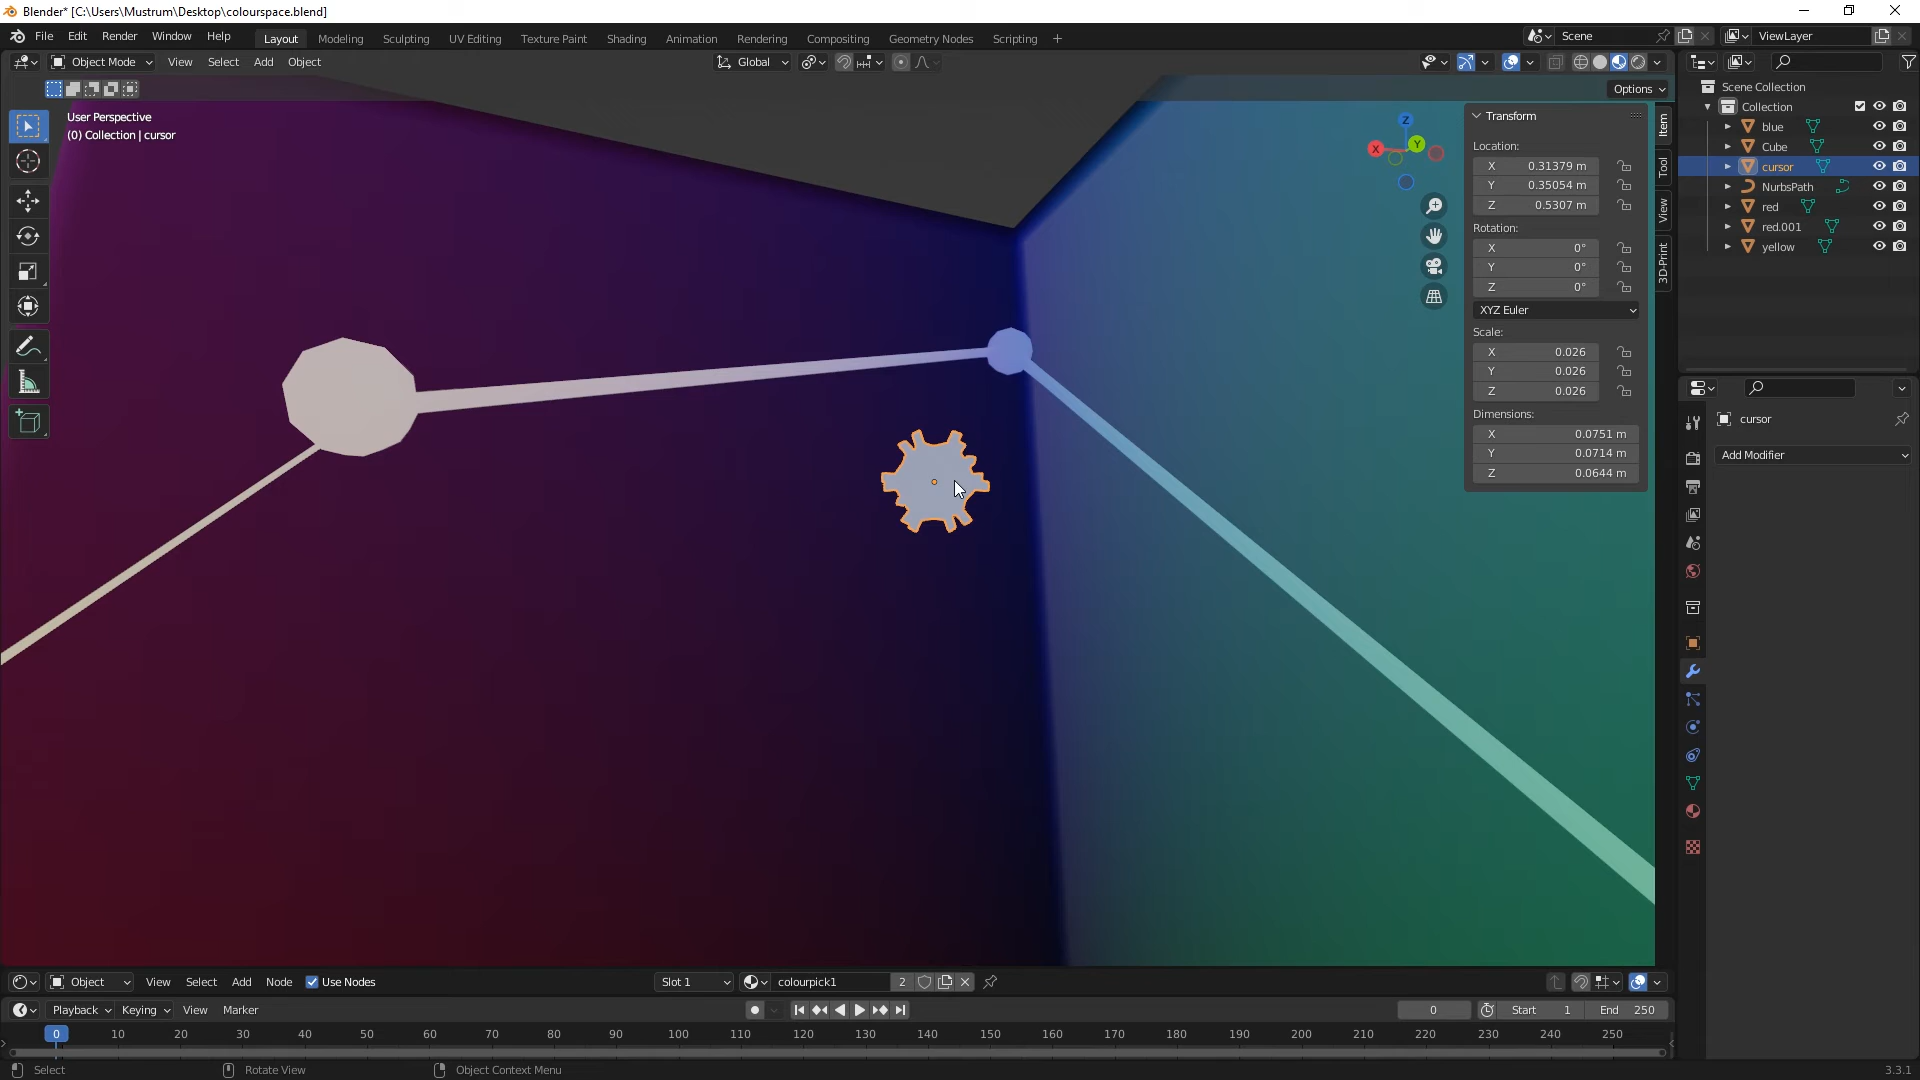 Blender* [C:\Users\Mustrum\Desktop\colourspace.blend]
File Edit Render Window Help
Layout Modeling Sculpting UV Editing Texture Paint Shading Animation Rendering Compositing Geometry Nodes Scripting +
Scene
ViewLayer
Object Mode View Select Add Object
Global
Options
User Perspective
(0) Collection | cursor
Z
X
Y
Item
Tool
View
3D-Print
Transform
Location:
X 0.31379 m
Y 0.35054 m
Z 0.5307 m
Rotation:
X 0°
Y 0°
Z 0°
XYZ Euler
Scale:
X 0.026
Y 0.026
Z 0.026
Dimensions:
X 0.0751 m
Y 0.0714 m
Z 0.0644 m
Scene Collection
Collection
blue
Cube
cursor
NurbsPath
red
red.001
yellow
cursor
Add Modifier
Object View Select Add Node Use Nodes
Slot 1
colourpick1 2
Playback Keying View Marker
0
Start 1
End 250
0 10 20 30 40 50 60 70 80 90 100 110 120 130 140 150 160 170 180 190 200 210 220 230 240 250
Select
Rotate View
Object Context Menu
3.3.1